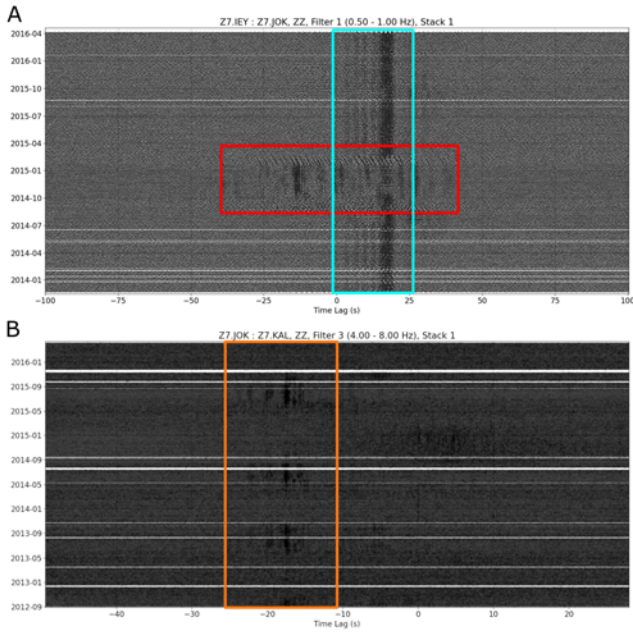 A
Z7.IEY : Z7.JOK, ZZ, Filter 1 (0.50 - 1.00 Hz), Stack 1
2016-04
2016-01
2015-10
2015-07
2015-04
2015-01
2014-10
2014-07
2014-04
2014-01
−100 −75 −50 −25 0 25 50 75 100
Time Lag (s)
B
Z7.JOK : Z7.KAL, ZZ, Filter 3 (4.00 - 8.00 Hz), Stack 1
2016-01
2015-09
2015-05
2015-01
2014-09
2014-05
2014-01
2013-09
2013-05
2013-01
2012-09
−40 −30 −20 −10 0 10 20
Time Lag (s)